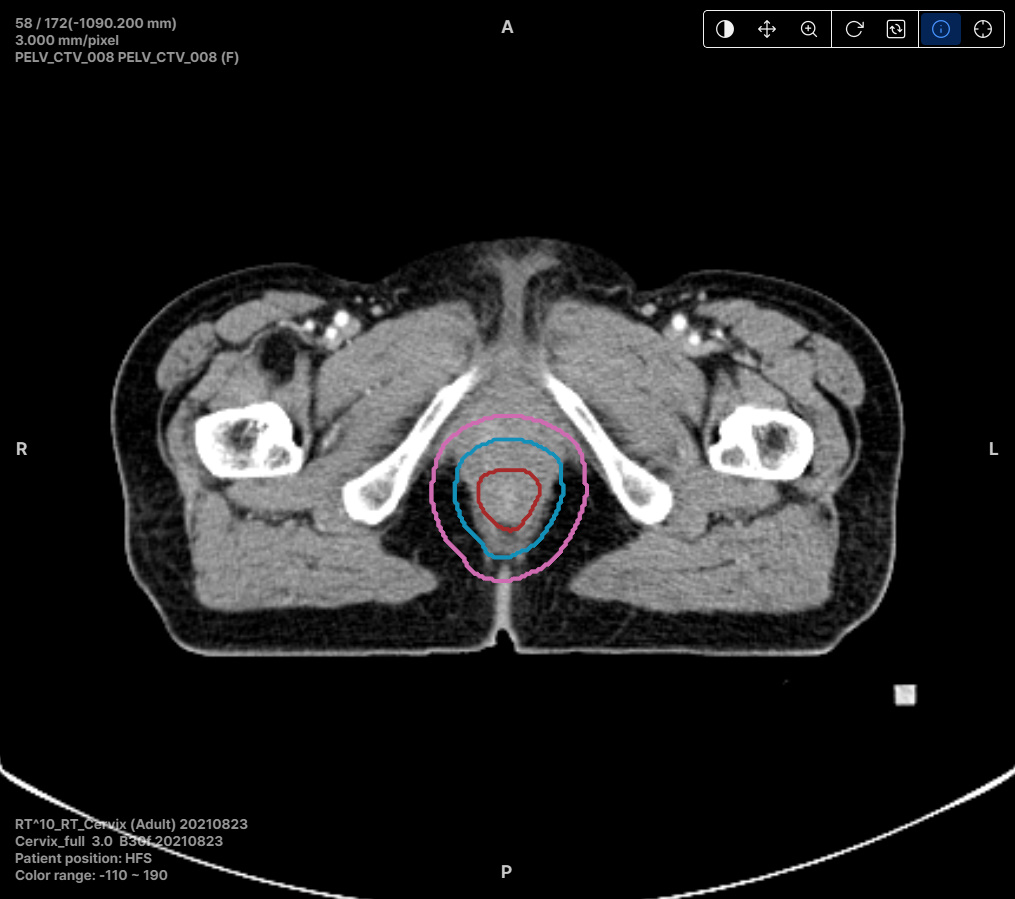 58 / 172(-1090.200 mm)
3.000 mm/pixel
PELV_CTV_008 PELV_CTV_008 (F)
A
R
L
RT^10_RT_Cervix (Adult) 20210823
Cervix_full 3.0 B30f 20210823
Patient position: HFS
Color range: -110 ~ 190
P